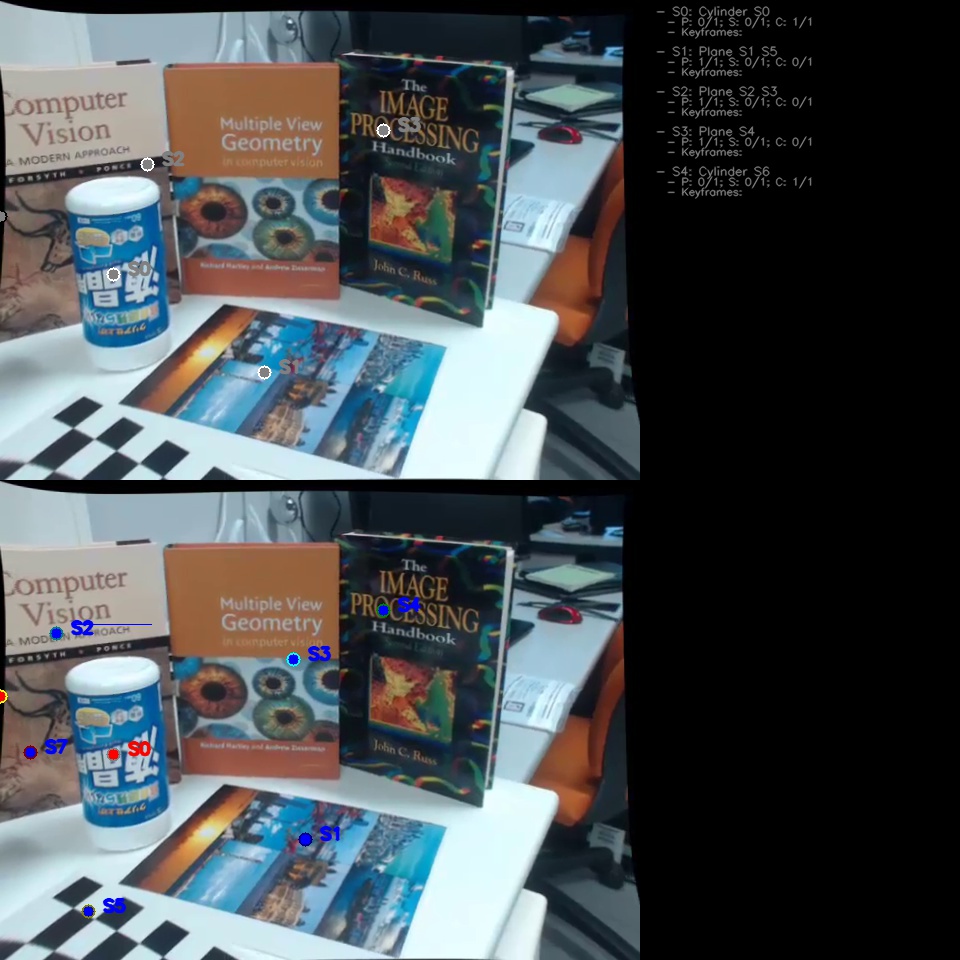 S0: Cylinder S0
P: 0/1; S: 0/1; C: 1/1
Keyframes:
S1: Plane S1 S5
P: 1/1; S: 0/1; C: 0/1
Keyframes:
S2: Plane S2 S3
P: 1/1; S: 0/1; C: 0/1
Keyframes:
S3: Plane S4
P: 1/1; S: 0/1; C: 0/1
Keyframes:
S4: Cylinder S6
P: 0/1; S: 0/1; C: 1/1
Keyframes:
Computer
Vision
A MODERN APPROACH
FORSYTH PONCE
S2
S0
Multiple View
Geometry
in computer vision
Richard Hartley and Andrew Zisserman
The
IMAGE
PROCESSING
S3
Handbook
John C. Russ
S1
Computer
Vision
S2
A MODERN APPROACH
FORSYTH PONCE
S7
S0
Multiple View
Geometry
in computer vision
S3
Richard Hartley and Andrew Zisserman
The
IMAGE
PROCESSING
S4
Handbook
John C. Russ
S1
S5